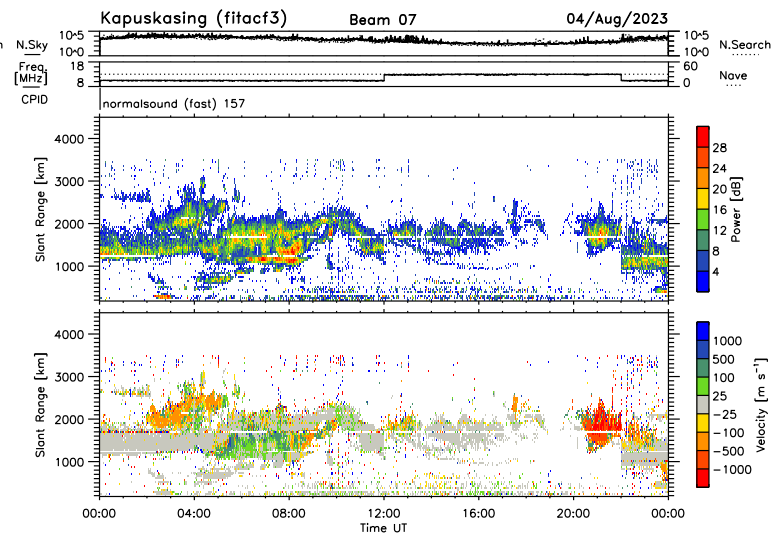 Kapuskasing (fitacf3) Beam 07 04/Aug/2023
n N.Sky 10^5 10^0 10^5 10^0 N.Search
Freq. [MHz] 18 8 60 0 Nave
CPID normalsound (fast) 157
Slant Range [km] 4000 3000 2000 1000
28 24 20 16 12 8 4 Power [dB]
Slant Range [km] 4000 3000 2000 1000
1000 500 100 25 −25 −100 −500 −1000 Velocity [m s⁻¹]
00:00 04:00 08:00 12:00 16:00 20:00 00:00
Time UT